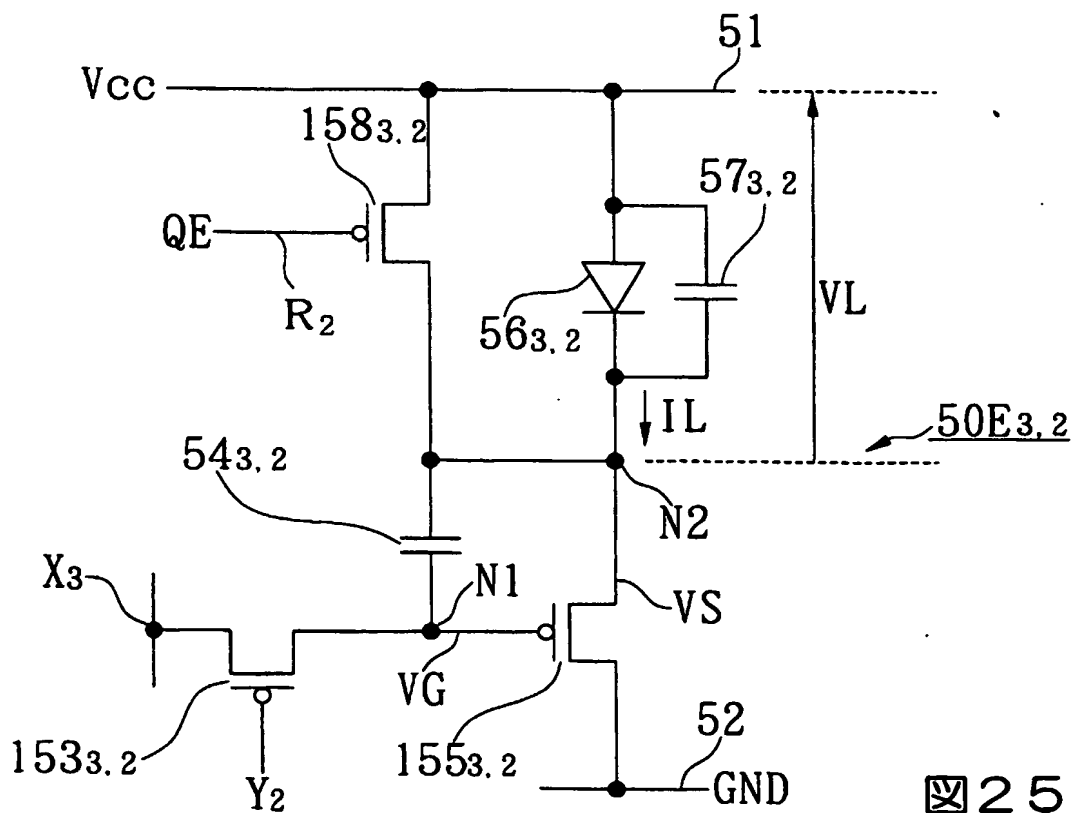 51
Vcc
158₃,₂
57₃,₂
QE
R₂
VL
56₃,₂
IL
50E₃,₂
54₃,₂
N2
X₃
N1
VS
VG
153₃,₂
155₃,₂
52
Y₂
GND
図25